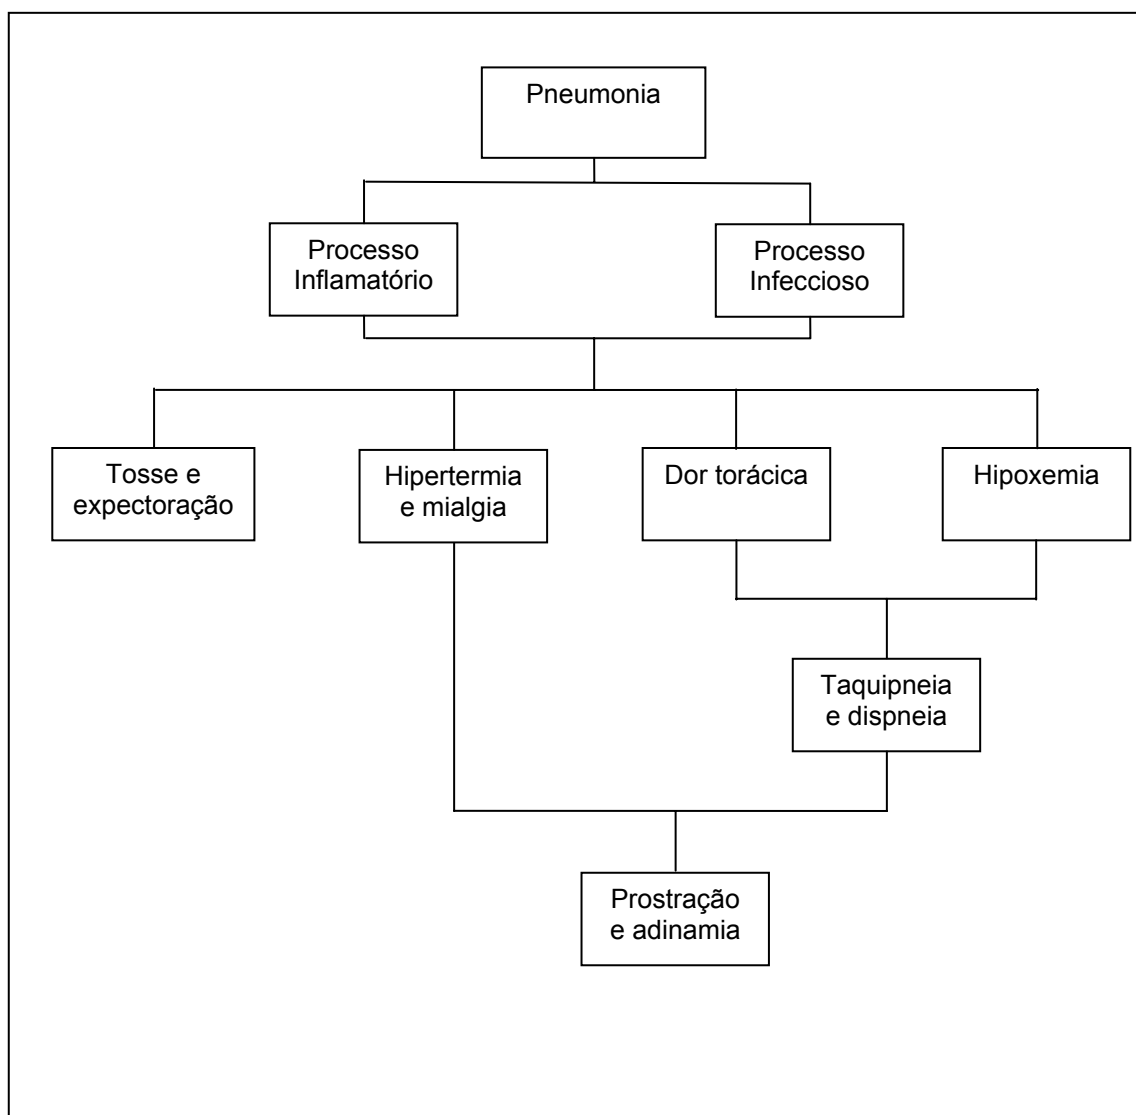 Pneumonia
Processo
Inflamatório
Processo
Infeccioso
Tosse e
expectoração
Hipertermia
e mialgia
Dor torácica
Hipoxemia
Taquipneia
e dispneia
Prostração
e adinamia